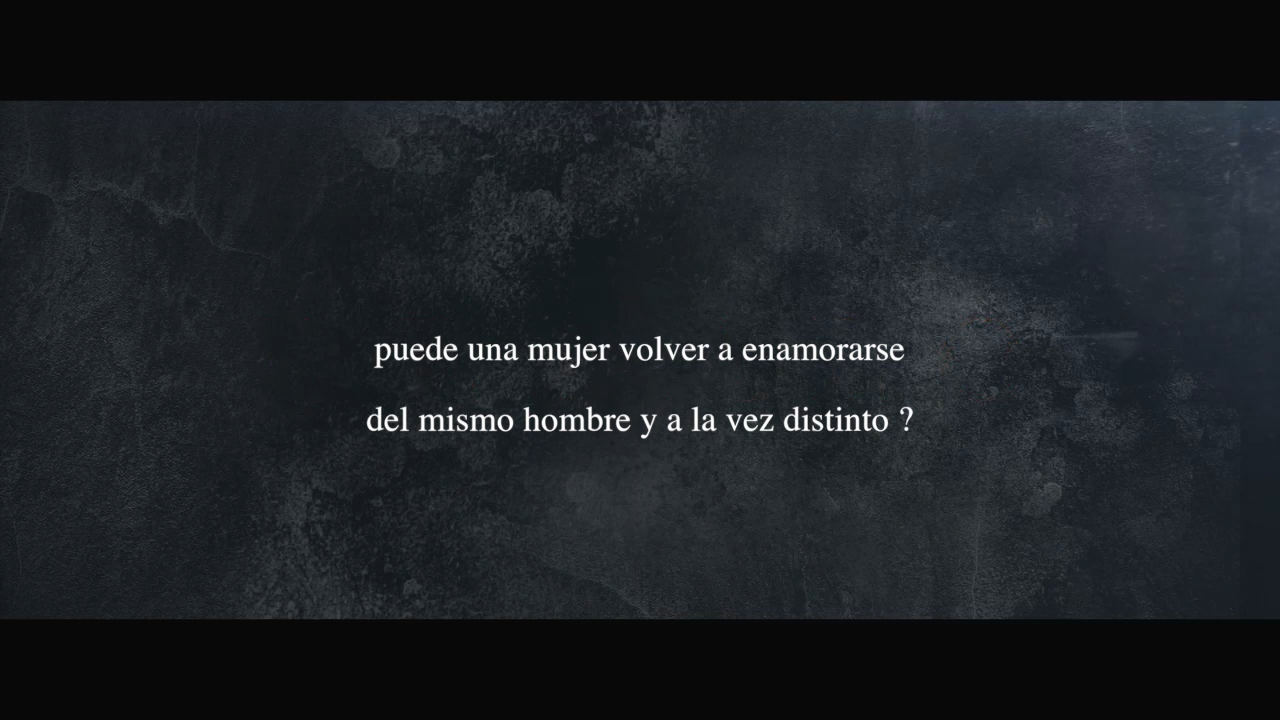 puede una mujer volver a enamorarse
del mismo hombre y a la vez distinto ?